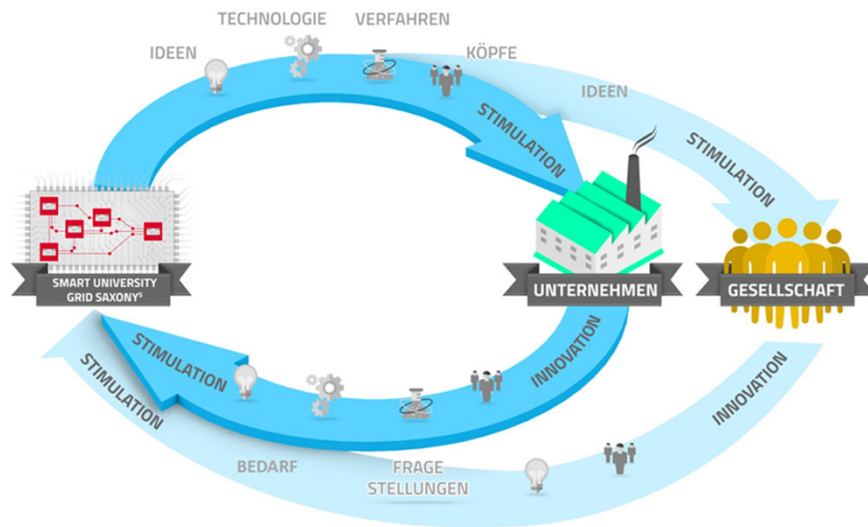 TECHNOLOGIE VERFAHREN
IDEEN KÖPFE
IDEEN
STIMULATION
STIMULATION
SMART UNIVERSITY
GRID SAXONY⁵
UNTERNEHMEN
GESELLSCHAFT
STIMULATION
INNOVATION
STIMULATION
INNOVATION
BEDARF
FRAGE
STELLUNGEN